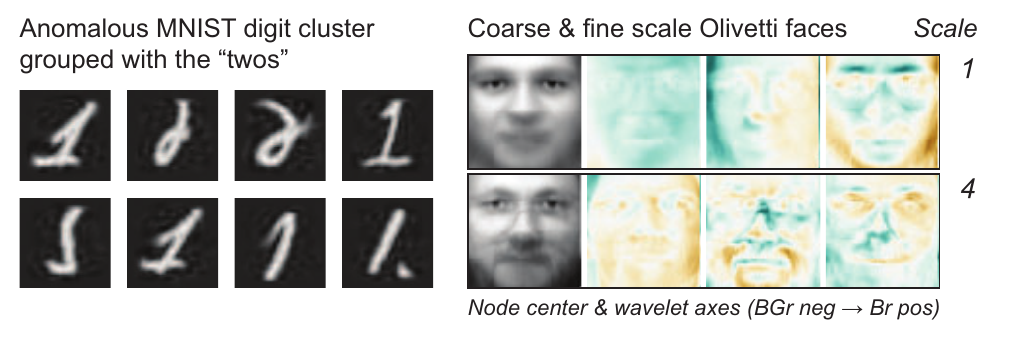 Anomalous MNIST digit cluster
grouped with the “twos”
Coarse & fine scale Olivetti faces
Scale
1
4
Node center & wavelet axes (BGr neg → Br pos)